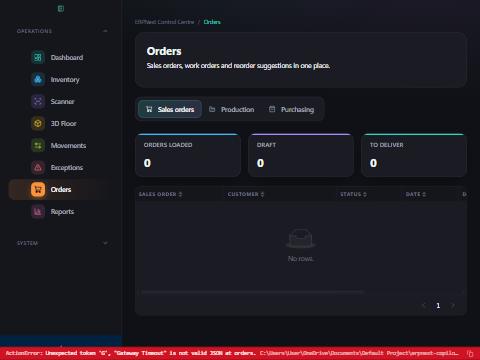 OPERATIONS
Dashboard
Inventory
Scanner
3D Floor
Movements
Exceptions
Orders
Reports
SYSTEM
ERPNext Control Centre / Orders
Orders
Sales orders, work orders and reorder suggestions in one place.
Sales orders Production Purchasing
ORDERS LOADED
0
DRAFT
0
TO DELIVER
0
SALES ORDER CUSTOMER STATUS DATE
No rows.
1
ActionError: Unexpected token 'G', "Gateway Timeout" is not valid JSON at orders. C:\Users\User\OneDrive\Documents\Default Project\erpnext-copilo…